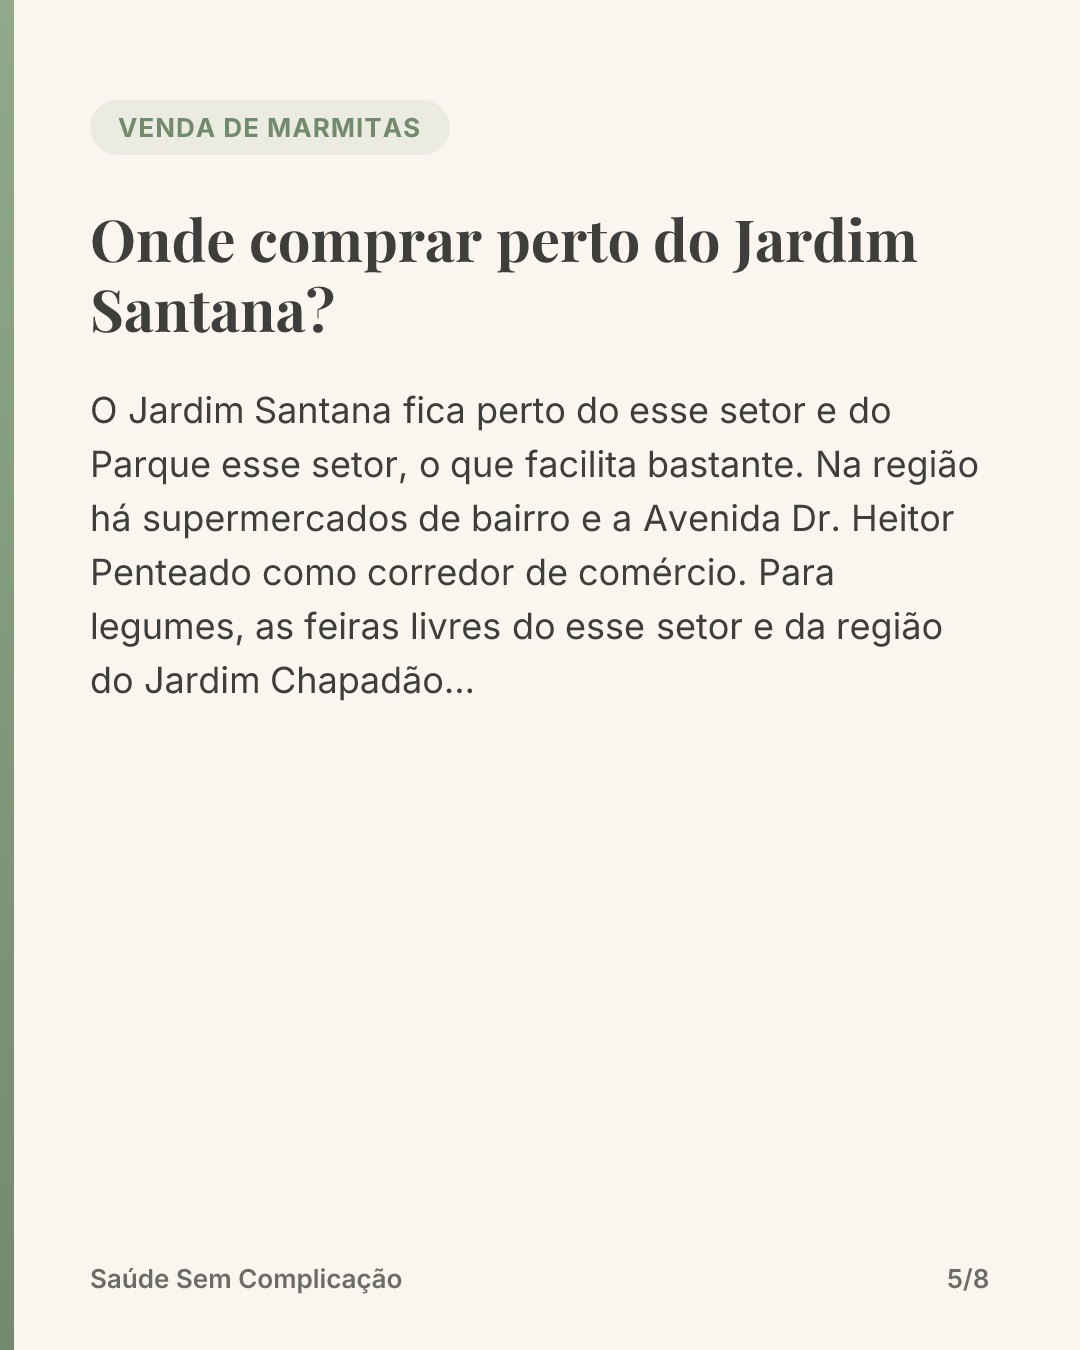 VENDA DE MARMITAS
Onde comprar perto do Jardim
Santana?
O Jardim Santana fica perto do esse setor e do
Parque esse setor, o que facilita bastante. Na região
há supermercados de bairro e a Avenida Dr. Heitor
Penteado como corredor de comércio. Para
legumes, as feiras livres do esse setor e da região
do Jardim Chapadão...
Saúde Sem Complicação
5/8